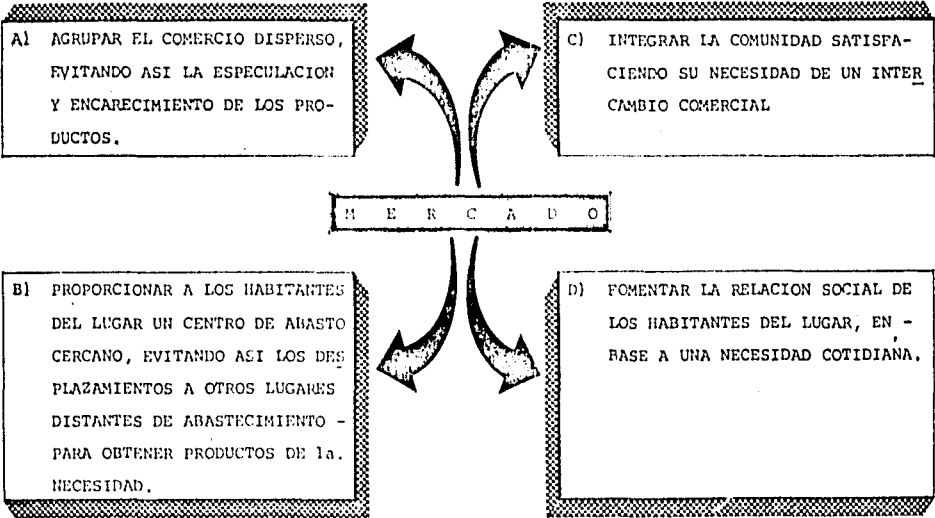 A) AGRUPAR EL COMERCIO DISPERSO,
EVITANDO ASI LA ESPECULACION
Y ENCARECIMIENTO DE LOS PRO-
DUCTOS.
C) INTEGRAR LA COMUNIDAD SATISFA-
CIENDO SU NECESIDAD DE UN INTER
CAMBIO COMERCIAL
M E R C A D O
B) PROPORCIONAR A LOS HABITANTES
DEL LUGAR UN CENTRO DE ABASTO
CERCANO, EVITANDO ASI LOS DES
PLAZAMIENTOS A OTROS LUGARES
DISTANTES DE ABASTECIMIENTO -
PARA OBTENER PRODUCTOS DE 1a.
NECESIDAD.
D) FOMENTAR LA RELACION SOCIAL DE
LOS HABITANTES DEL LUGAR, EN -
BASE A UNA NECESIDAD COTIDIANA.